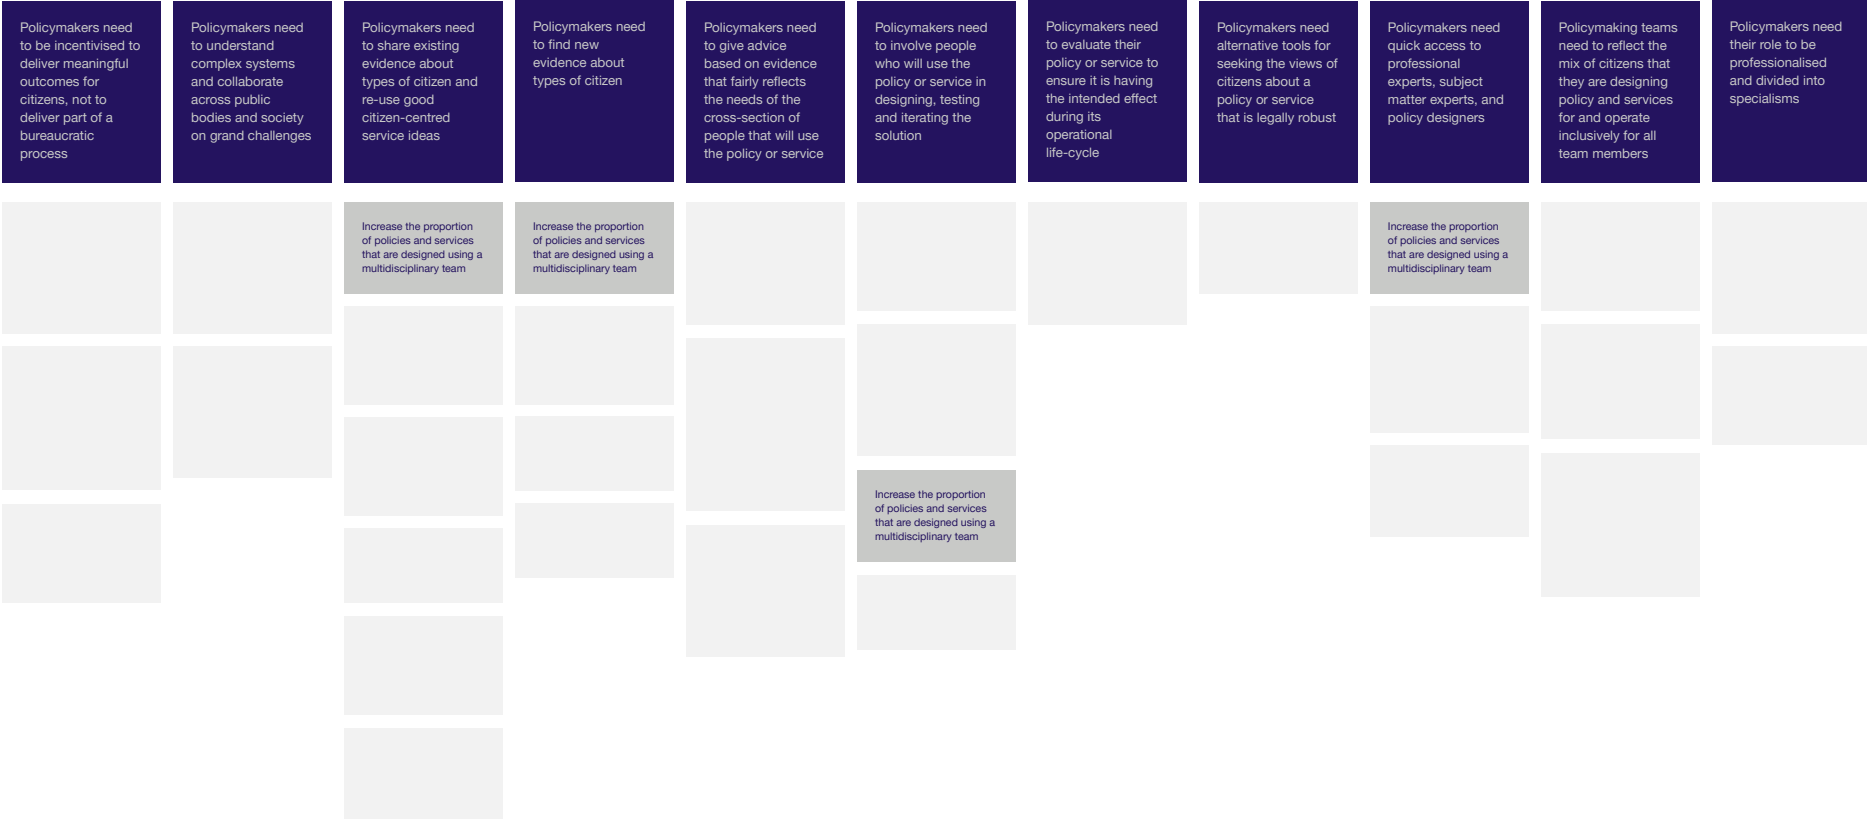 Policymakers need
to be incentivised to
deliver meaningful
outcomes for
citizens, not to
deliver part of a
bureaucratic
process
Policymakers need
to understand
complex systems
and collaborate
across public
bodies and society
on grand challenges
Policymakers need
to share existing
evidence about
types of citizen and
re-use good
citizen-centred
service ideas
Policymakers need
to find new
evidence about
types of citizen
Policymakers need
to give advice
based on evidence
that fairly reflects
the needs of the
cross-section of
people that will use
the policy or service
Policymakers need
to involve people
who will use the
policy or service in
designing, testing
and iterating the
solution
Policymakers need
to evaluate their
policy or service to
ensure it is having
the intended effect
during its
operational
life-cycle
Policymakers need
alternative tools for
seeking the views of
citizens about a
policy or service
that is legally robust
Policymakers need
quick access to
professional
experts, subject
matter experts, and
policy designers
Policymaking teams
need to reflect the
mix of citizens that
they are designing
policy and services
for and operate
inclusively for all
team members
Policymakers need
their role to be
professionalised
and divided into
specialisms
Increase the proportion
of policies and services
that are designed using a
multidisciplinary team
Increase the proportion
of policies and services
that are designed using a
multidisciplinary team
Increase the proportion
of policies and services
that are designed using a
multidisciplinary team
Increase the proportion
of policies and services
that are designed using a
multidisciplinary team